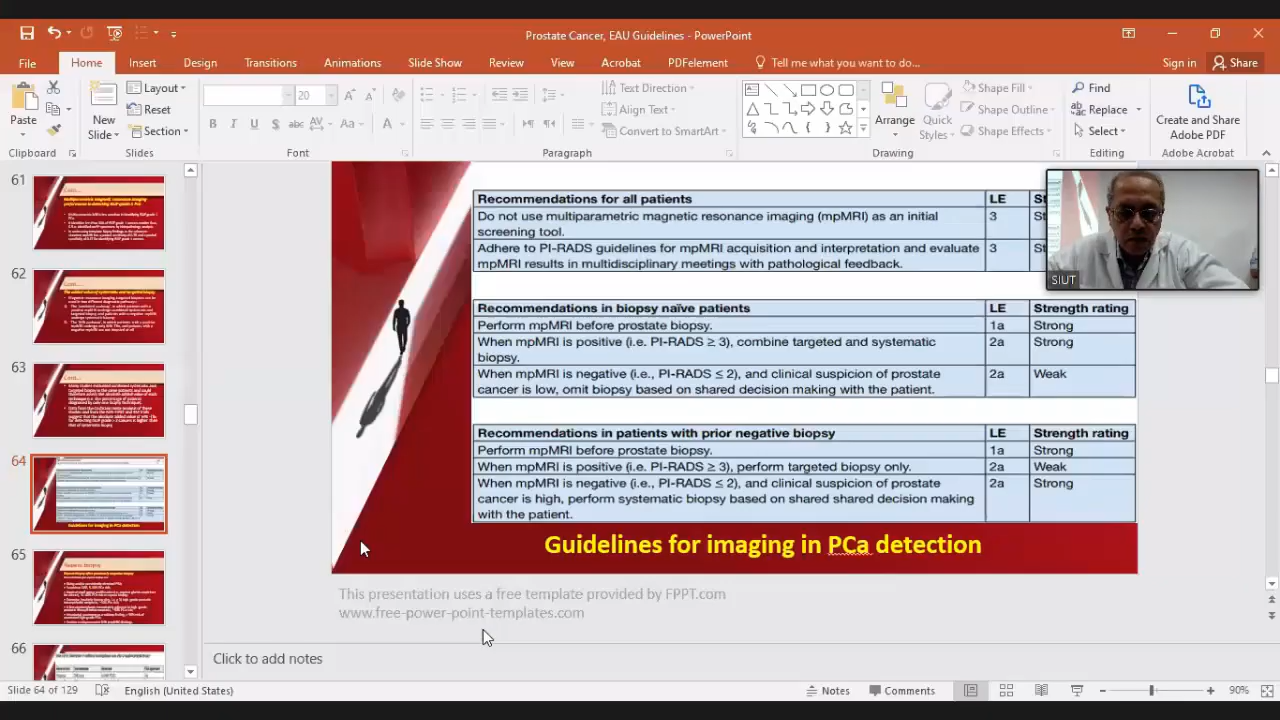 Prostate Cancer, EAU Guidelines - PowerPoint
File Home Insert Design Transitions Animations Slide Show Review View Acrobat PDFelement Tell me what you want to do... Sign in Share
Paste
New Slide
Layout
Reset
Section
20
B I U S abc AV Aa A
Text Direction
Align Text
Convert to SmartArt
Arrange
Quick Styles
Shape Fill
Shape Outline
Shape Effects
Find
Replace
Select
Create and Share
Adobe PDF
Clipboard Slides Font Paragraph Drawing Editing Adobe Acrobat
61
62
63
64
65
66
Recommendations for all patients LE
Do not use multiparametric magnetic resonance imaging (mpMRI) as an initial 3
screening tool.
Adhere to PI-RADS guidelines for mpMRI acquisition and interpretation and evaluate 3
mpMRI results in multidisciplinary meetings with pathological feedback.
SIUT
Recommendations in biopsy naïve patients LE Strength rating
Perform mpMRI before prostate biopsy. 1a Strong
When mpMRI is positive (i.e. PI-RADS ≥ 3), combine targeted and systematic 2a Strong
biopsy.
When mpMRI is negative (i.e., PI-RADS ≤ 2), and clinical suspicion of prostate 2a Weak
cancer is low, omit biopsy based on shared decision making with the patient.
Recommendations in patients with prior negative biopsy LE Strength rating
Perform mpMRI before prostate biopsy. 1a Strong
When mpMRI is positive (i.e. PI-RADS ≥ 3), perform targeted biopsy only. 2a Weak
When mpMRI is negative (i.e., PI-RADS ≤ 2), and clinical suspicion of prostate 2a Strong
cancer is high, perform systematic biopsy based on shared shared decision making
with the patient.
Guidelines for imaging in PCa detection
provided by FPPT.com
www.free-power-point-templates.com
Click to add notes
Slide 64 of 129 English (United States) Notes Comments 90%